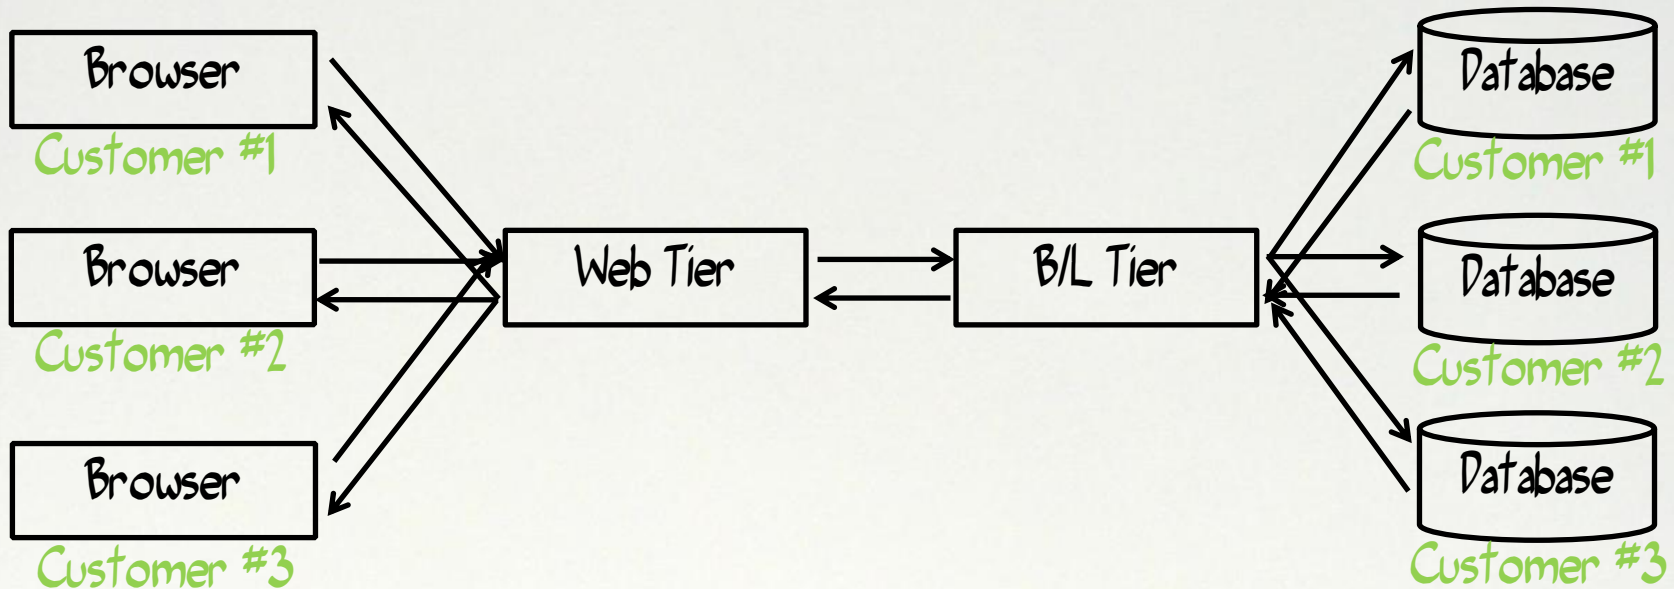 Browser
Customer #1
Browser
Customer #2
Browser
Customer #3
Web Tier
B/L Tier
Database
Customer #1
Database
Customer #2
Database
Customer #3